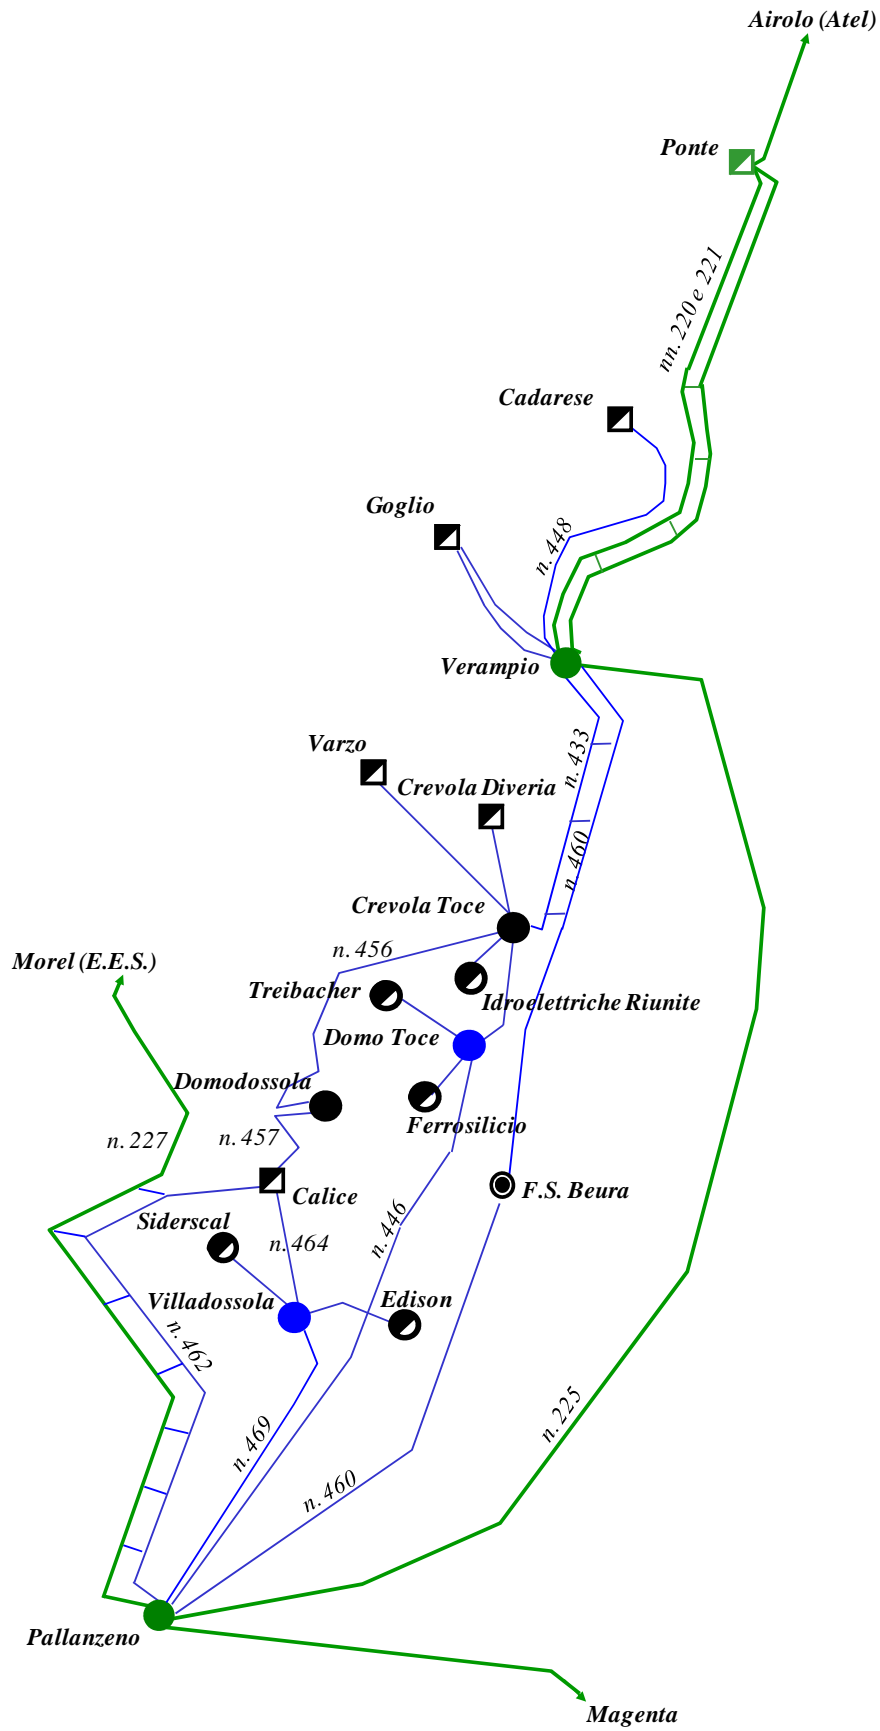 Airolo (Atel)
Ponte
nn. 220 e 221
Cadarese
Goglio
n. 448
Verampio
Varzo
n. 433
Crevola Diveria
n. 460
Crevola Toce
n. 456
Morel (E.E.S.)
Treibacher
Idroelettriche Riunite
Domo Toce
Domodossola
Ferrosilicio
n. 227
n. 457
F.S. Beura
Calice
Siderscal
n. 446
n. 464
Villadossola
Edison
n. 462
n. 225
n. 469
n. 460
Pallanzeno
Magenta